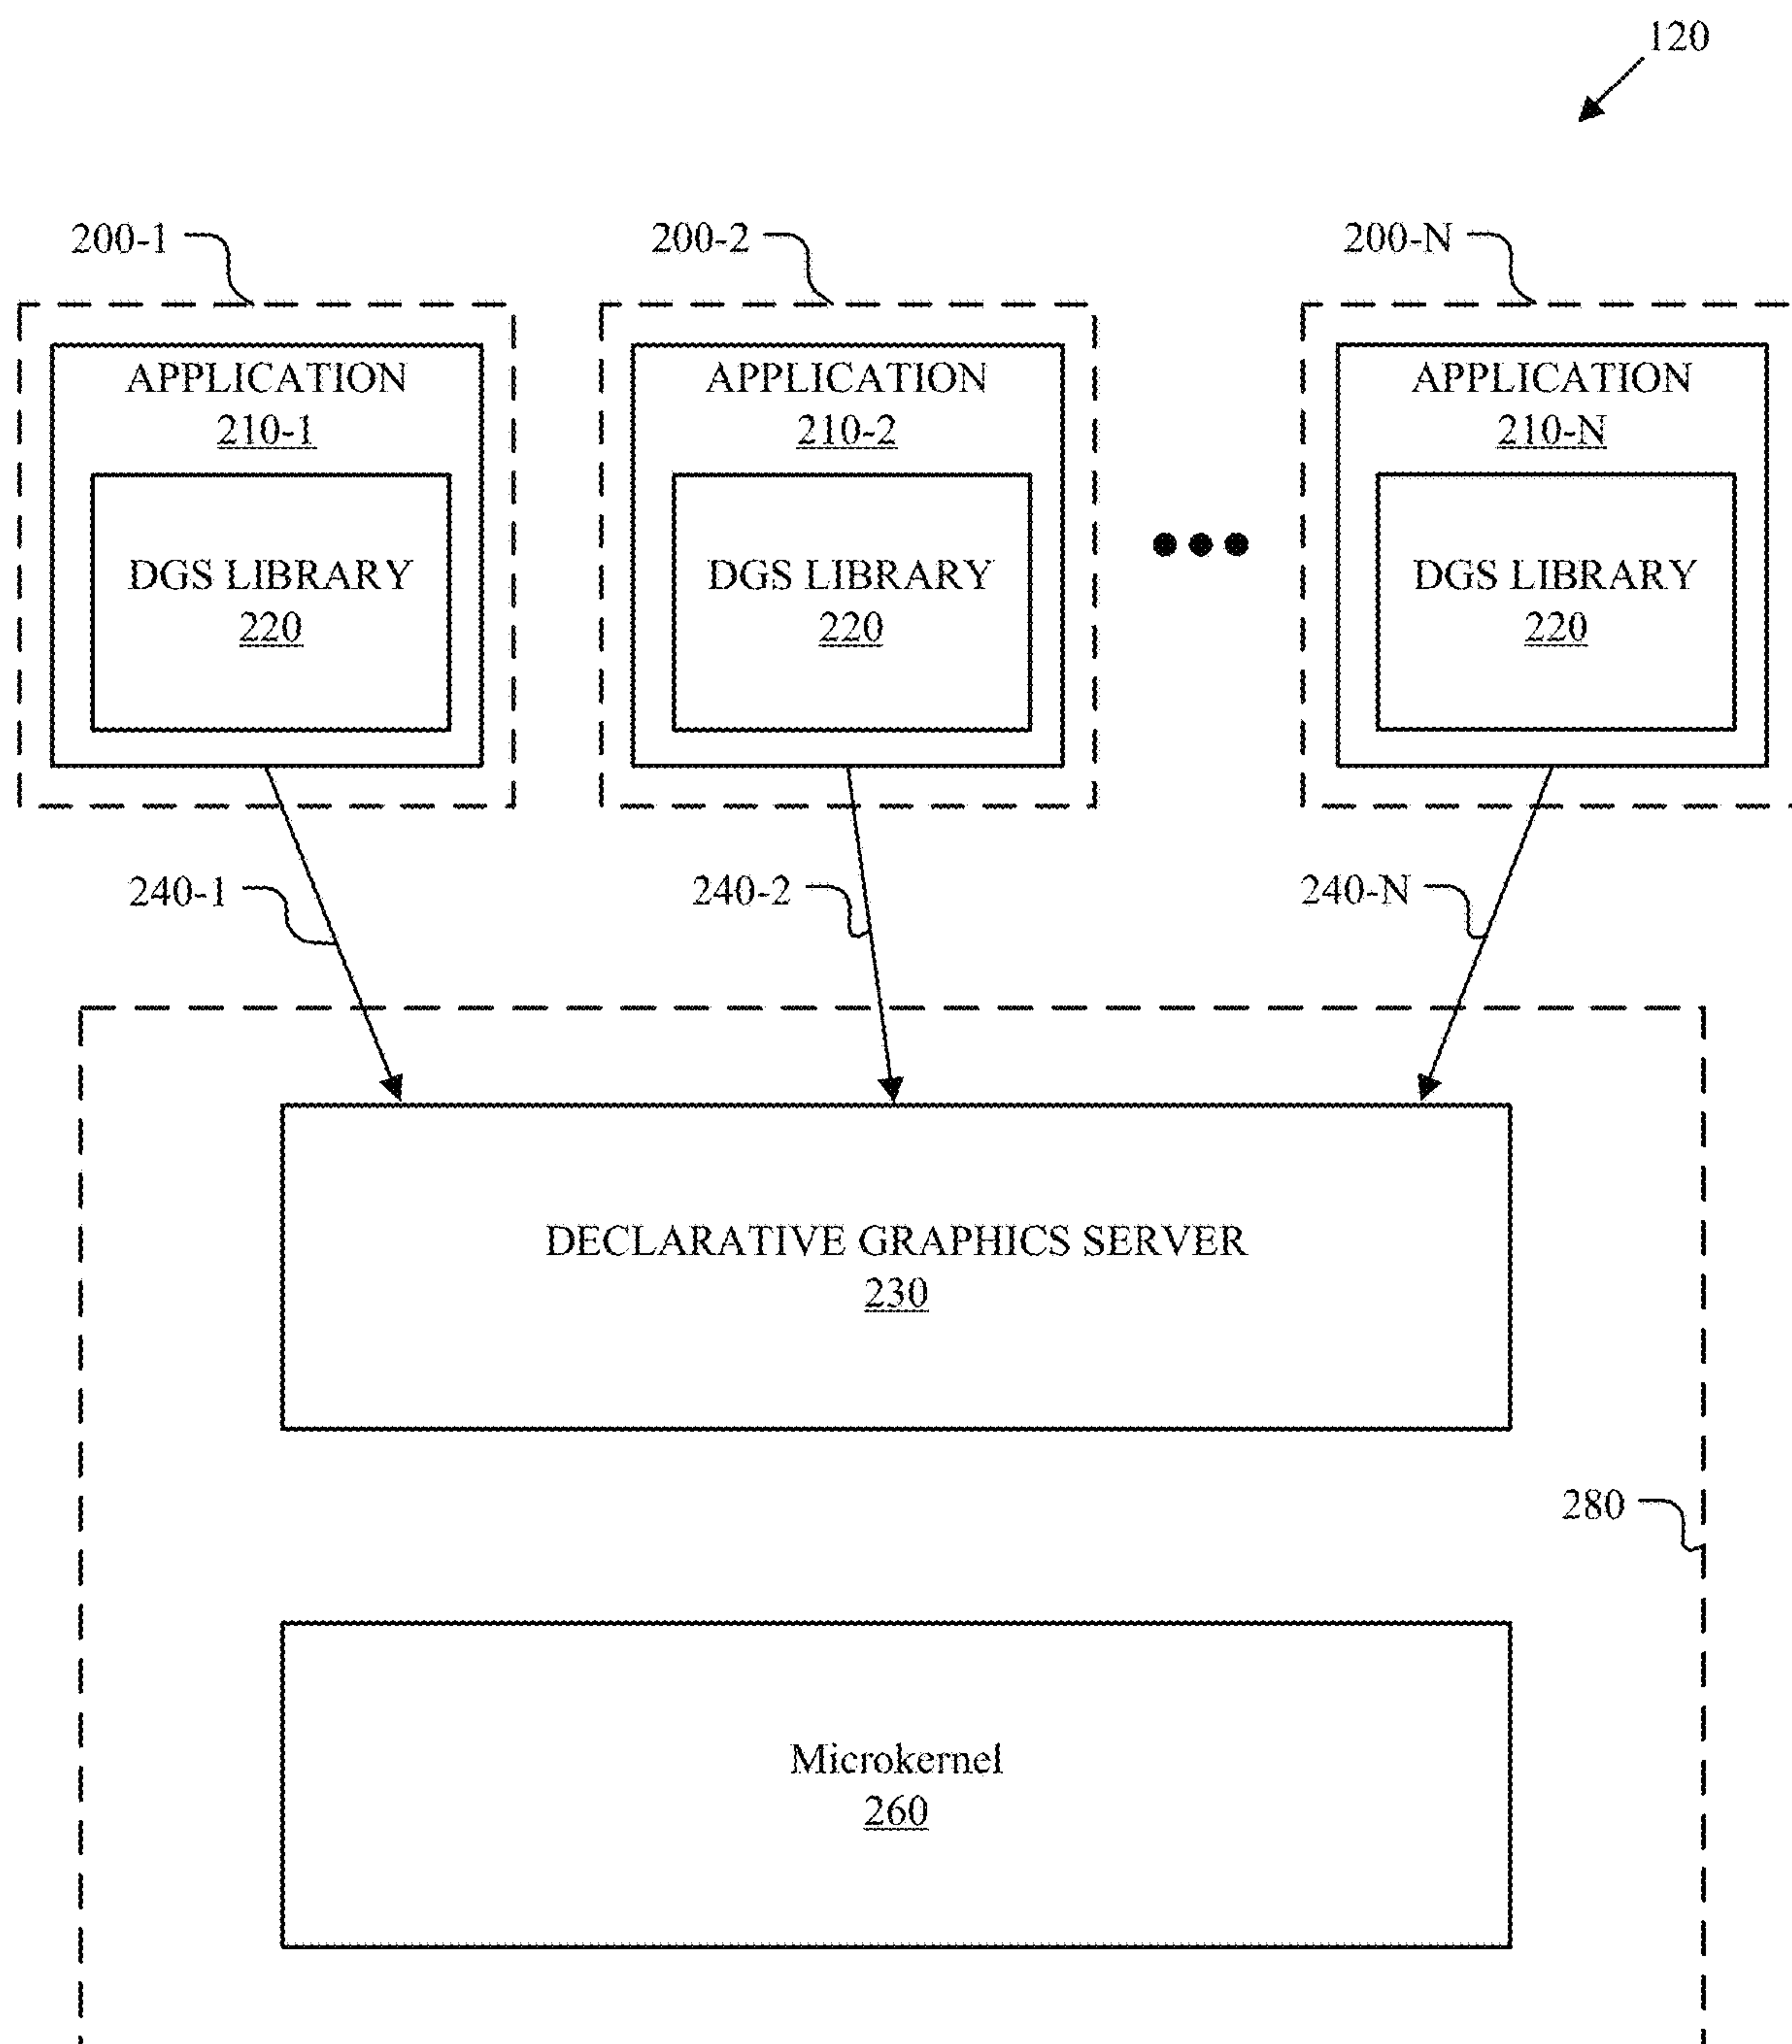 120
200-1
200-2
200-N
APPLICATION
210-1
DGS LIBRARY
220
APPLICATION
210-2
DGS LIBRARY
220
APPLICATION
210-N
DGS LIBRARY
220
240-1
240-2
240-N
DECLARATIVE GRAPHICS SERVER
230
280
Microkernel
260